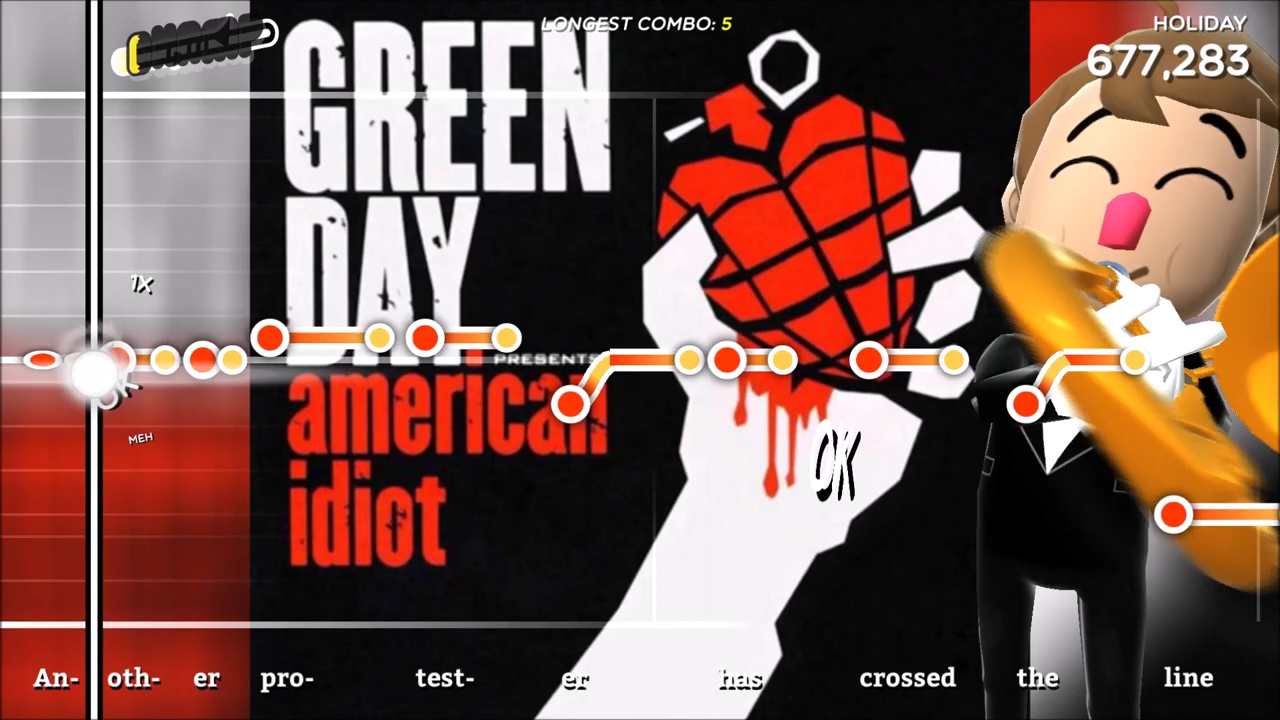 LONGEST COMBO: 5
HOLIDAY
677,283
GREEN
DAY
PRESENTS
american
idiot
1X
OK
MEH
OK
An- oth- er pro- test- er has crossed the line